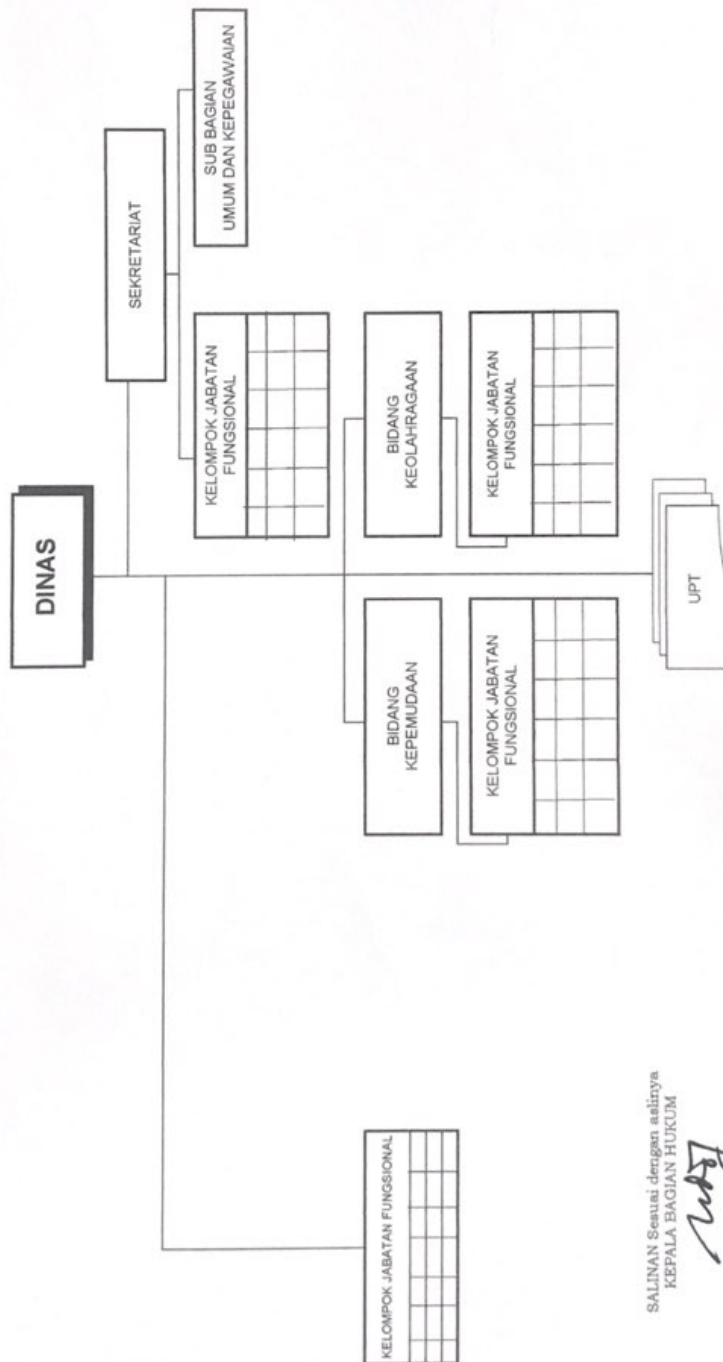 DINAS
SEKRETARIAT
KELOMPOK JABATAN
FUNGSIONAL
SUB BAGIAN
UMUM DAN KEPEGAWAIAN
KELOMPOK JABATAN FUNGSIONAL
BIDANG
KEPEMUDAAN
BIDANG
KEOLAHRAGAAN
KELOMPOK JABATAN
FUNGSIONAL
KELOMPOK JABATAN
FUNGSIONAL
UPT
SALINAN Sesuai dengan aslinya
KEPALA BAGIAN HUKUM